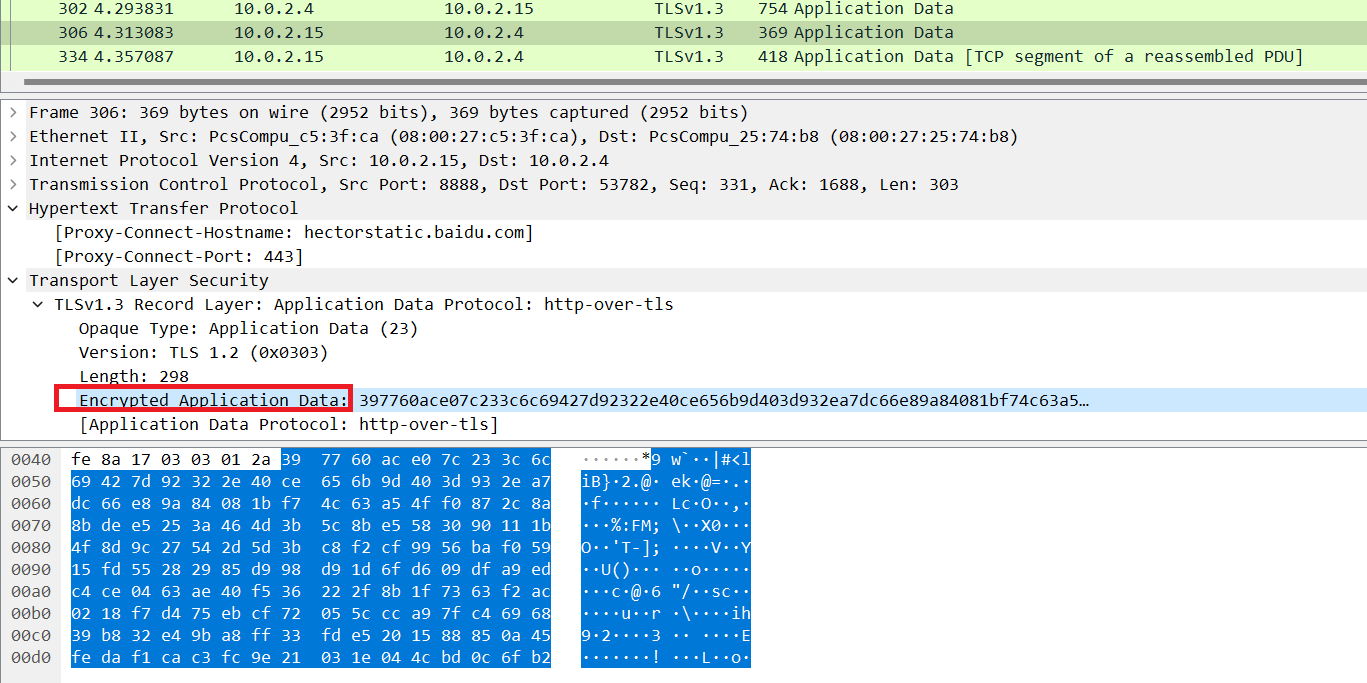 302 4.293831 10.0.2.4 10.0.2.15 TLSv1.3 754 Application Data
306 4.313083 10.0.2.15 10.0.2.4 TLSv1.3 369 Application Data
334 4.357087 10.0.2.15 10.0.2.4 TLSv1.3 418 Application Data [TCP segment of a reassembled PDU]
Frame 306: 369 bytes on wire (2952 bits), 369 bytes captured (2952 bits)
Ethernet II, Src: PcsCompu_c5:3f:ca (08:00:27:c5:3f:ca), Dst: PcsCompu_25:74:b8 (08:00:27:25:74:b8)
Internet Protocol Version 4, Src: 10.0.2.15, Dst: 10.0.2.4
Transmission Control Protocol, Src Port: 8888, Dst Port: 53782, Seq: 331, Ack: 1688, Len: 303
Hypertext Transfer Protocol
[Proxy-Connect-Hostname: hectorstatic.baidu.com]
[Proxy-Connect-Port: 443]
Transport Layer Security
TLSv1.3 Record Layer: Application Data Protocol: http-over-tls
Opaque Type: Application Data (23)
Version: TLS 1.2 (0x0303)
Length: 298
Encrypted Application Data: 397760ace07c233c6c69427d92322e40ce656b9d403d932ea7dc66e89a84081bf74c63a5…
[Application Data Protocol: http-over-tls]
0040 fe 8a 17 03 03 01 2a 39 77 60 ac e0 7c 23 3c 6c ······*9 w`··|#<l
0050 69 42 7d 92 32 2e 40 ce 65 6b 9d 40 3d 93 2e a7 iB}·2.@· ek·@=·.·
0060 dc 66 e8 9a 84 08 1b f7 4c 63 a5 4f f0 87 2c 8a ·f······ Lc·O··,·
0070 8b de e5 25 3a 46 4d 3b 5c 8b e5 58 30 90 11 1b ···%:FM; \··X0···
0080 4f 8d 9c 27 54 2d 5d 3b c8 f2 cf 99 56 ba f0 59 O··'T-]; ····V··Y
0090 15 fd 55 28 29 85 d9 98 d9 1d 6f d6 09 df a9 ed ··U()··· ··o·····
00a0 c4 ce 04 63 ae 40 f5 36 22 2f 8b 1f 73 63 f2 ac ···c·@·6 "/··sc··
00b0 02 18 f7 d4 75 eb cf 72 05 5c cc a9 7f c4 69 68 ····u··r ·\····ih
00c0 39 b8 32 e4 9b a8 ff 33 fd e5 20 15 88 85 0a 45 9·2····3 ·· ····E
00d0 fe da f1 ca c3 fc 9e 21 03 1e 04 4c bd 0c 6f b2 ·······! ···L··o·